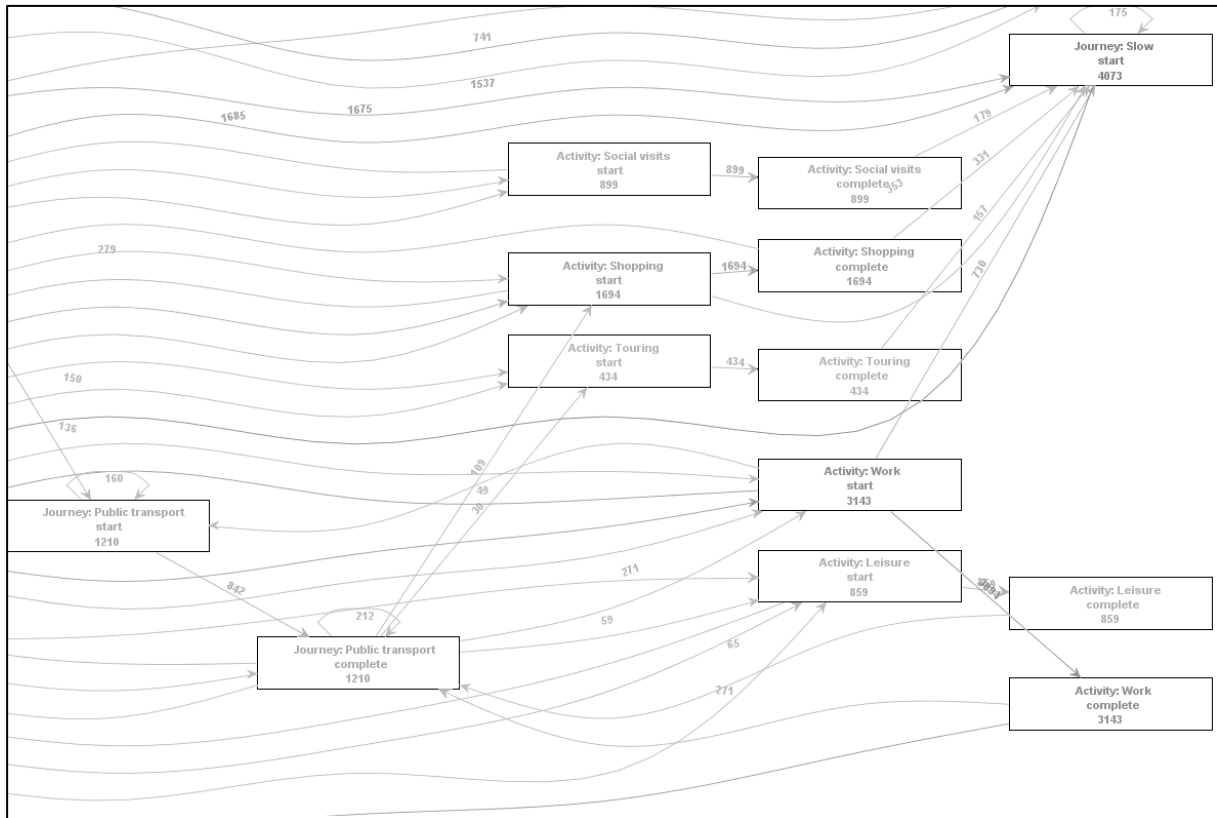 175
741
Journey: Slow
start
4073
1537
1675
1685
179
331
Activity: Social visits
start
899
899
Activity: Social visits
complete
899
353
157
279
Activity: Shopping
start
1694
1694
Activity: Shopping
complete
1694
730
Activity: Touring
start
434
434
Activity: Touring
complete
434
150
136
109
49
30
160
Activity: Work
start
3143
Journey: Public transport
start
1210
271
842
Activity: Leisure
start
859
Activity: Leisure
complete
859
212
59
65
Journey: Public transport
complete
1210
271
Activity: Work
complete
3143